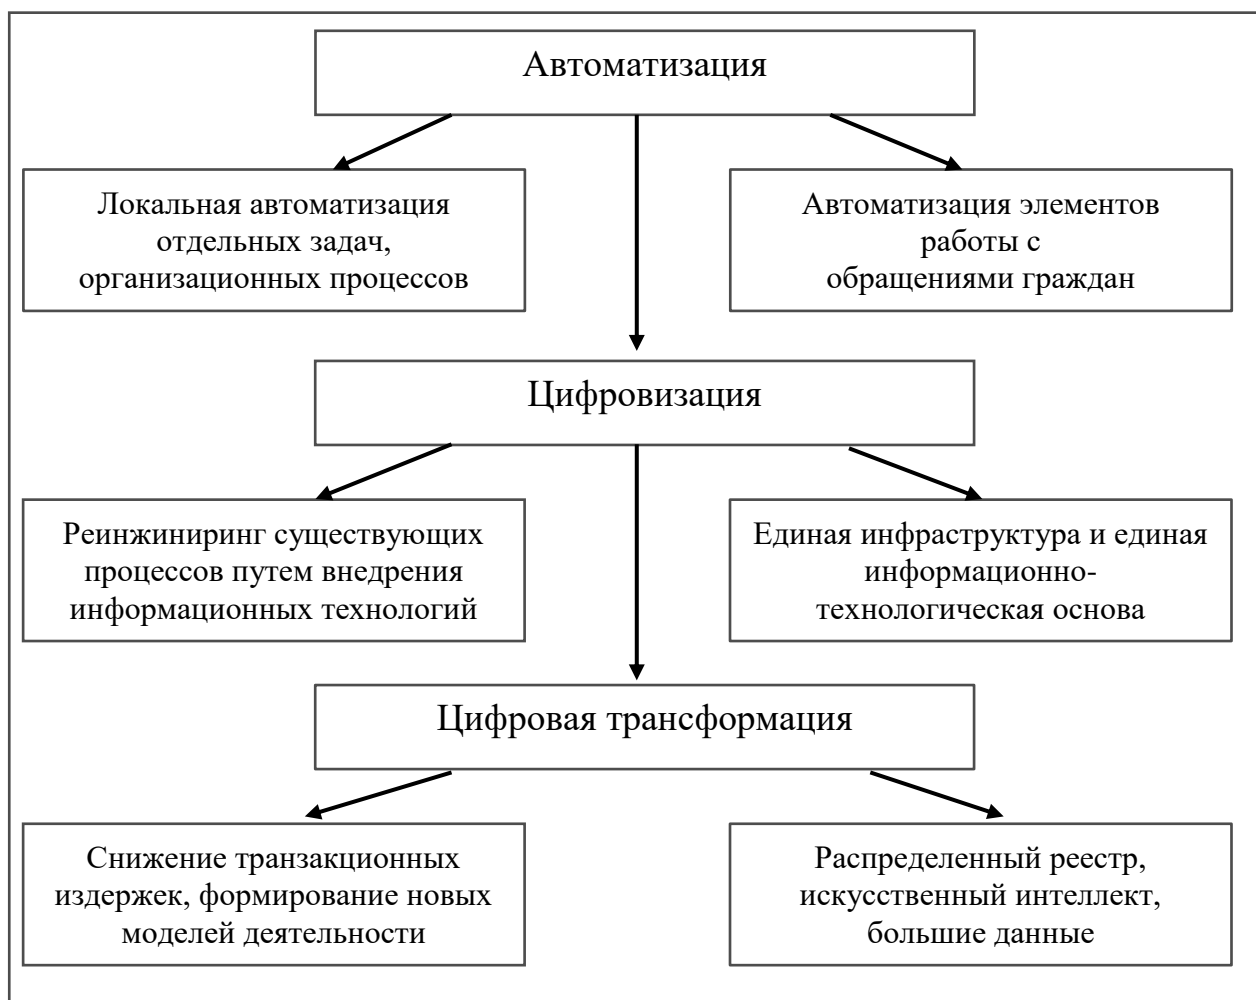 Автоматизация
Локальная автоматизация
отдельных задач,
организационных процессов
Автоматизация элементов
работы с
обращениями граждан
Цифровизация
Реинжиниринг существующих
процессов путем внедрения
информационных технологий
Единая инфраструктура и единая
информационно-
технологическая основа
Цифровая трансформация
Снижение транзакционных
издержек, формирование новых
моделей деятельности
Распределенный реестр,
искусственный интеллект,
большие данные